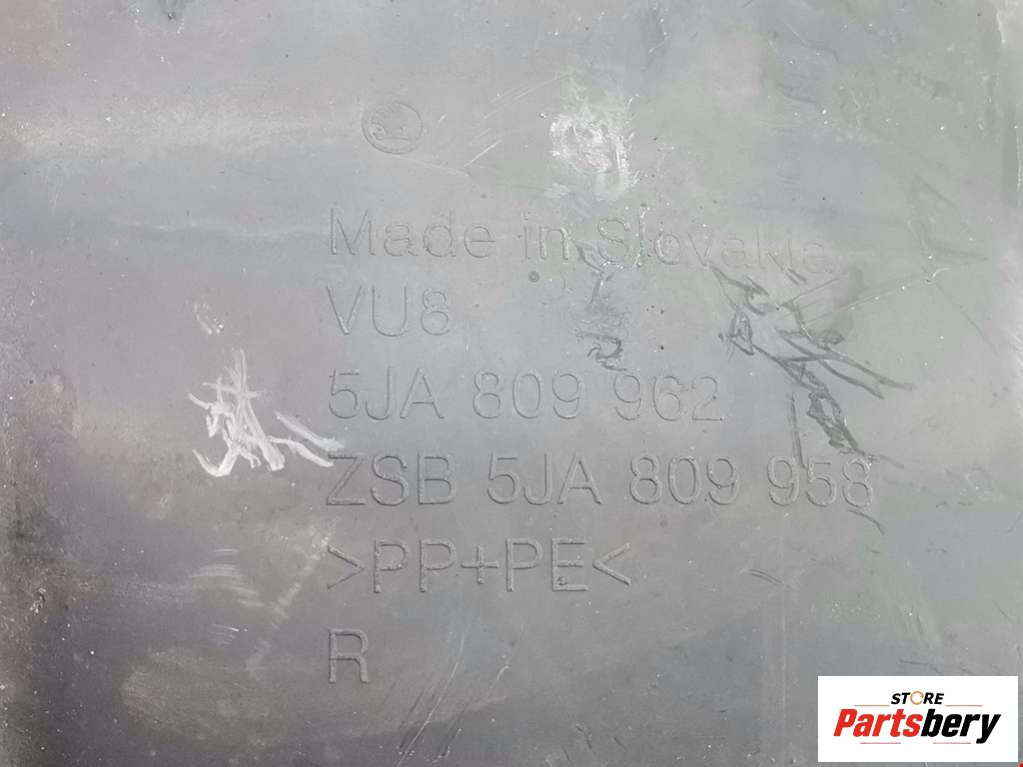 Made in Slovakia
VU8
5JA 809 962
ZSB 5JA 809 958
>PP+PE<
R
STORE
Partsbery